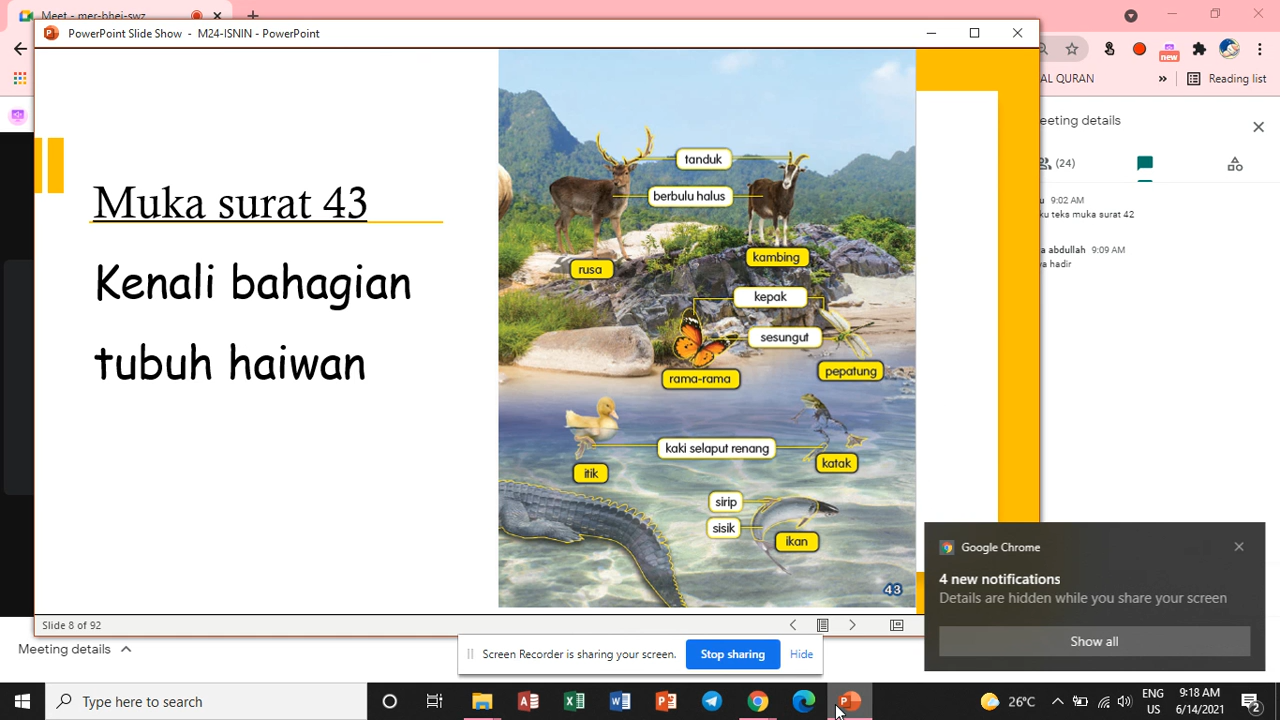 Meet - mer-bhei-swz
PowerPoint Slide Show - M24-ISNIN - PowerPoint
new
AL QURAN
»
Reading list
Muka surat 43
Kenali bahagian
tubuh haiwan
tanduk
berbulu halus
rusa
kambing
kepak
sesungut
rama-rama
pepatung
kaki selaput renang
itik
katak
sirip
sisik
ikan
43
eeting details
(24)
u 9:02 AM
ku teks muka surat 42
a abdullah 9:09 AM
ya hadir
Google Chrome
4 new notifications
Details are hidden while you share your screen
Show all
Slide 8 of 92
Meeting details
Screen Recorder is sharing your screen.
Stop sharing
Hide
Type here to search
26°C
ENG
US
9:18 AM
6/14/2021
2